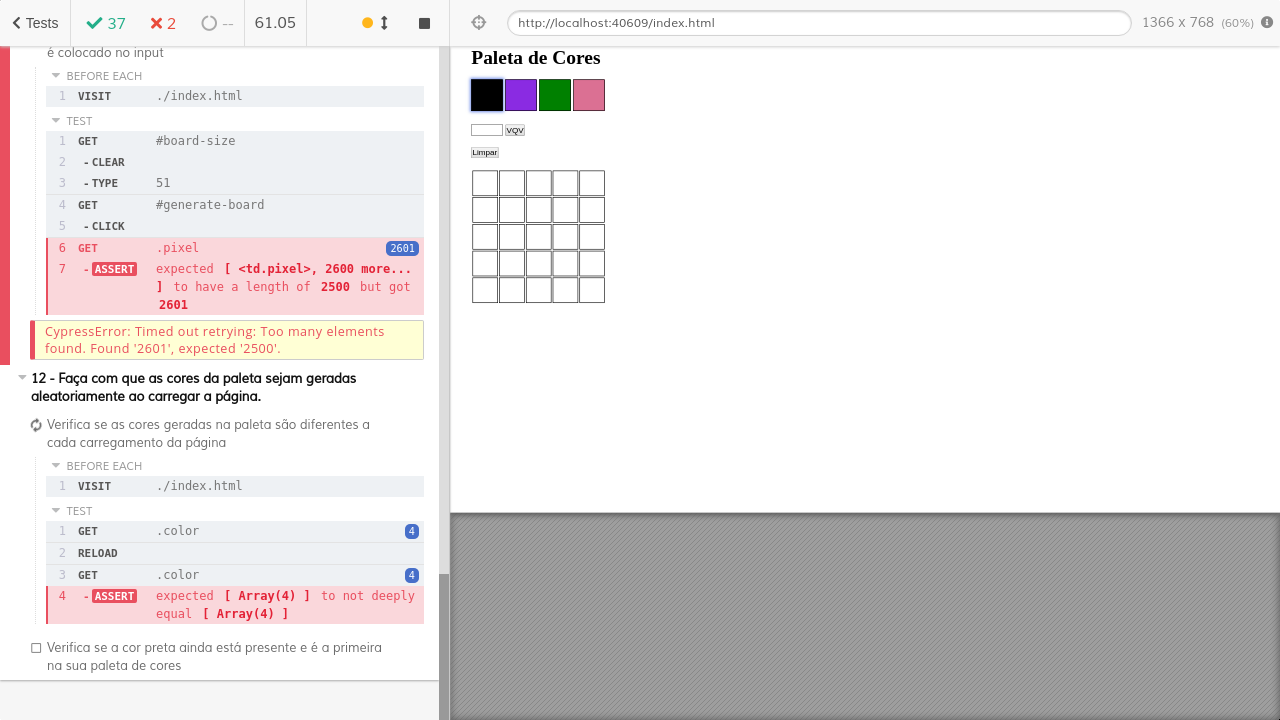 Tests
37
2
--
61.05
é colocado no input
BEFORE EACH
1 VISIT ./index.html
TEST
1 GET #board-size
2 - CLEAR
3 - TYPE 51
4 GET #generate-board
5 - CLICK
6 GET .pixel 2601
7 - ASSERT expected [ <td.pixel>, 2600 more...
] to have a length of 2500 but got
2601
CypressError: Timed out retrying: Too many elements
found. Found '2601', expected '2500'.
12 - Faça com que as cores da paleta sejam geradas
aleatoriamente ao carregar a página.
Verifica se as cores geradas na paleta são diferentes a
cada carregamento da página
BEFORE EACH
1 VISIT ./index.html
TEST
1 GET .color 4
2 RELOAD
3 GET .color 4
4 - ASSERT expected [ Array(4) ] to not deeply
equal [ Array(4) ]
Verifica se a cor preta ainda está presente e é a primeira
na sua paleta de cores
http://localhost:40609/index.html
1366 x 768 (60%)
Paleta de Cores
VQV
Limpar